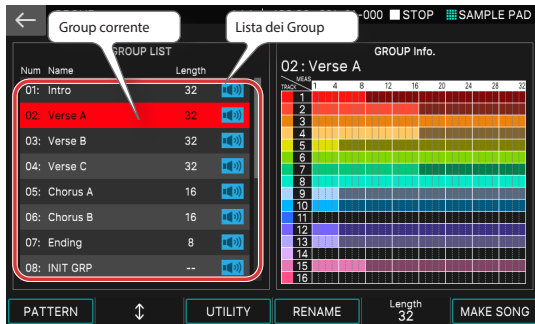 -000 STOP SAMPLE PAD
Group corrente
Lista dei Group
GROUP LIST
Num Name Length
01: Intro 32
02: Verse A 32
03: Verse B 32
04: Verse C 32
05: Chorus A 16
06: Chorus B 16
07: Ending 8
08: INIT GRP --
GROUP Info.
02 : Verse A
MEAS
TRACK 1 4 8 12 16 20 24 28 32
1
2
3
4
5
6
7
8
9
10
11
12
13
14
15
16
PATTERN
UTILITY
RENAME
Length
32
MAKE SONG